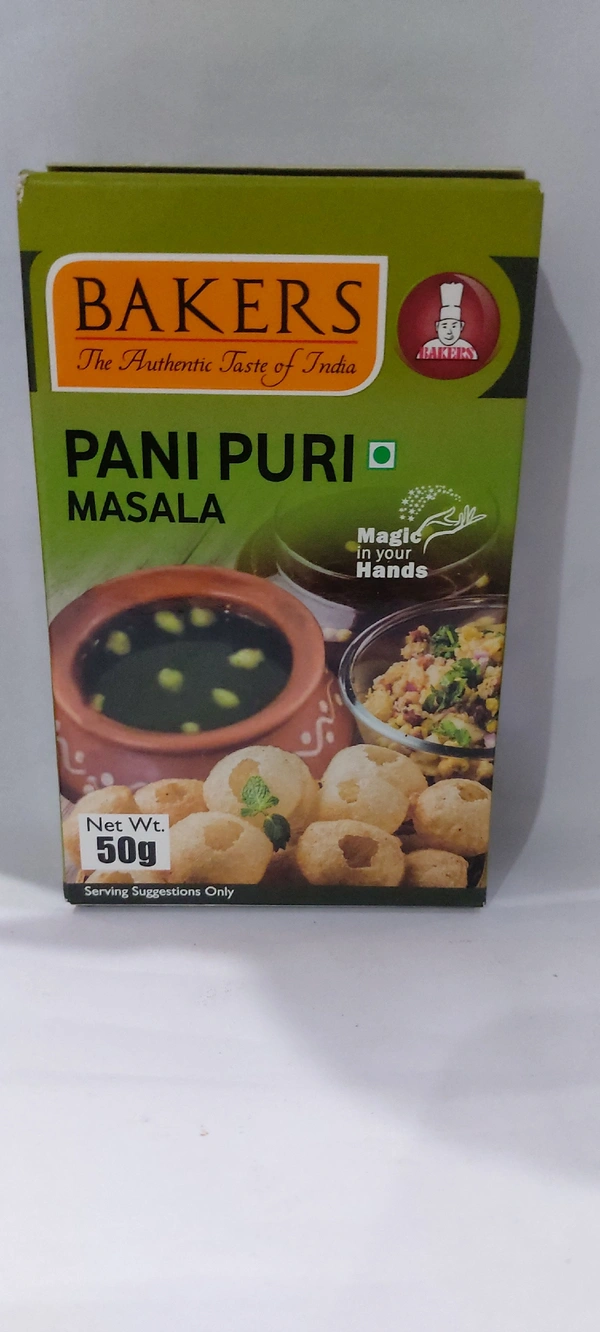 BAKERS
The Authentic Taste of India
BAKERS
PANI PURI
MASALA
Magic
in your
Hands
Net Wt.
50g
Serving Suggestions Only